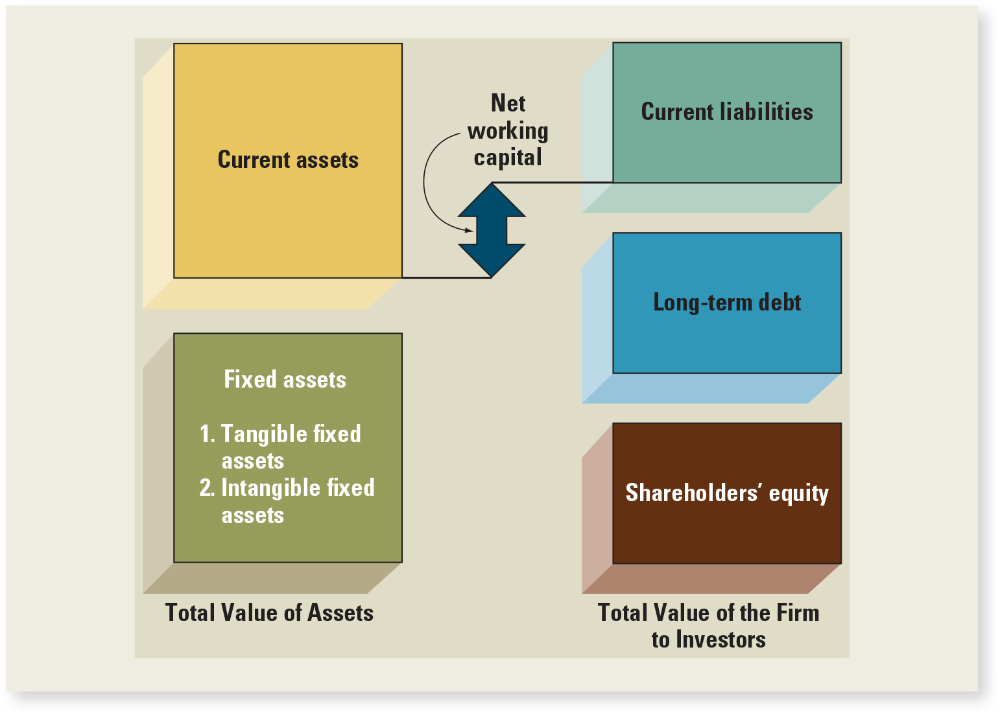 Current assets
Net
working
capital
Current liabilities
Long-term debt
Fixed assets
1. Tangible fixed
assets
2. Intangible fixed
assets
Shareholders’ equity
Total Value of Assets
Total Value of the Firm
to Investors